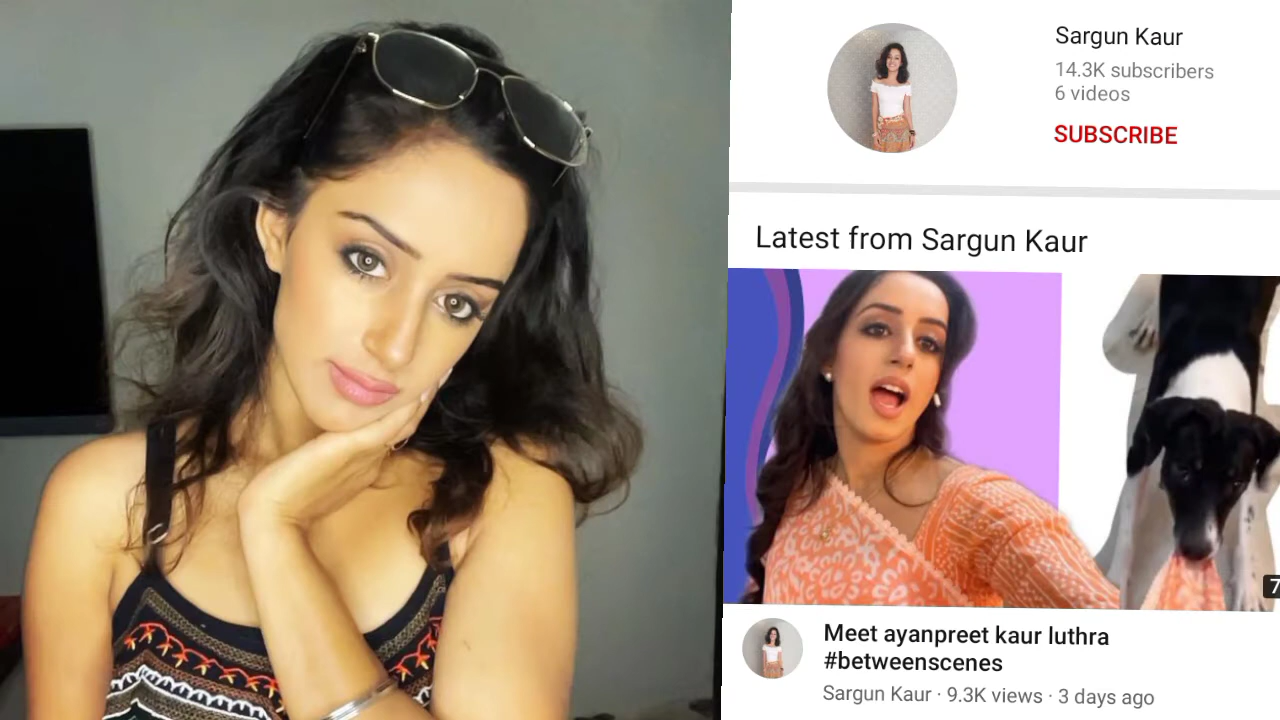 Sargun Kaur
14.3K subscribers
6 videos
SUBSCRIBE
Latest from Sargun Kaur
7
Meet ayanpreet kaur luthra
#betweenscenes
Sargun Kaur · 9.3K views · 3 days ago